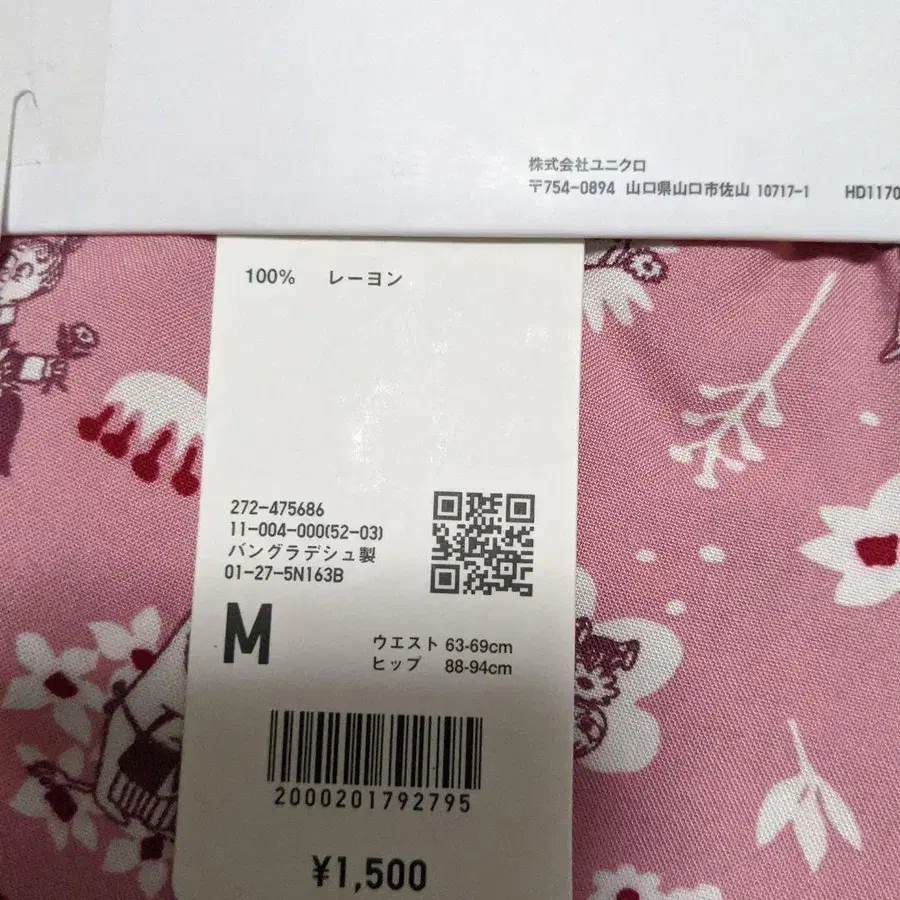 株式会社ユニクロ
〒754-0894 山口県山口市佐山 10717-1 HD1170
100% レーヨン
272-475686
11-004-000(52-03)
バングラデシュ製
01-27-5N163B
M
ウエスト 63-69cm
ヒップ 88-94cm
2000201792795
¥1,500